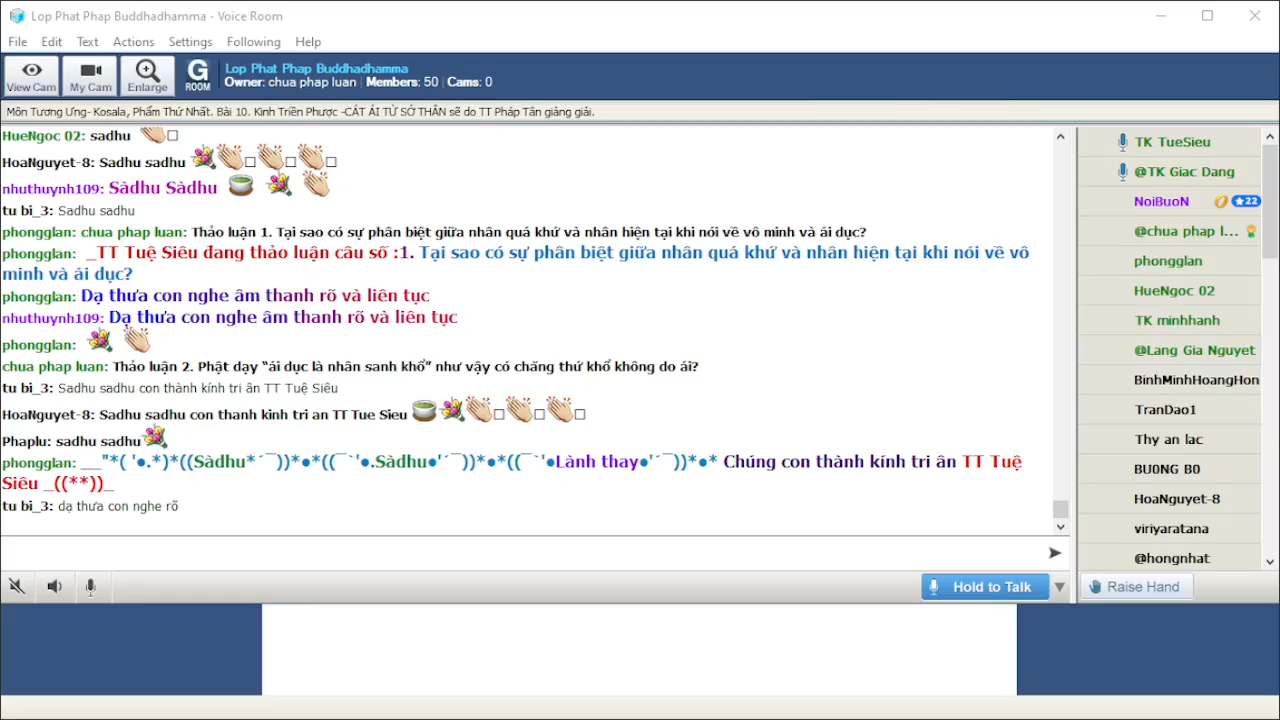 Lop Phat Phap Buddhadhamma - Voice Room
File Edit Text Actions Settings Following Help
View Cam My Cam Enlarge G ROOM
Lop Phat Phap Buddhadhamma
Owner: chua phap luan | Members: 50 | Cams: 0
Môn Tương Ưng- Kosala, Phẩm Thứ Nhất. Bài 10. Kinh Triền Phược -CÁT ÁI TỪ SỞ THÂN sẽ do TT Pháp Tân giảng giải.
HueNgoc 02: sadhu 👏🏻□
HoaNguyet-8: Sadhu sadhu 💐👏🏻□👏🏻□👏🏻□
nhuthuynh109: Sàdhu Sàdhu 🍵 💐 👏🏻
tu bi_3: Sadhu sadhu
phongglan: chua phap luan: Thảo luận 1. Tại sao có sự phân biệt giữa nhân quá khứ và nhân hiện tại khi nói về vô minh và ái dục?
phongglan: _TT Tuệ Siêu đang thảo luận câu số :1. Tại sao có sự phân biệt giữa nhân quá khứ và nhân hiện tại khi nói về vô
minh và ái dục?
phongglan: Dạ thưa con nghe âm thanh rõ và liên tục
nhuthuynh109: Dạ thưa con nghe âm thanh rõ và liên tục
phongglan: 💐 👏🏻
chua phap luan: Thảo luận 2. Phật dạy “ái dục là nhân sanh khổ” như vậy có chăng thứ khổ không do ái?
tu bi_3: Sadhu sadhu con thành kính tri ân TT Tuệ Siêu
HoaNguyet-8: Sadhu sadhu con thanh kinh tri an TT Tue Sieu 🍵💐👏🏻□👏🏻□👏🏻□
Phaplu: sadhu sadhu💐
phongglan: ___"*( '●.*)*((Sàdhu*´¯))*●*((¯`'●.Sàdhu●'´¯))*●*((¯`'●Lành thay●'´¯))*●* Chúng con thành kính tri ân TT Tuệ
Siêu _((**))_
tu bi_3: dạ thưa con nghe rõ
Hold to Talk
TK TueSieu
@TK Giac Dang
NoiBuoN ★22
@chua phap l...
phongglan
HueNgoc 02
TK minhhanh
@Lang Gia Nguyet
BinhMinhHoangHon
TranDao1
Thy an lac
BU0NG B0
HoaNguyet-8
viriyaratana
@hongnhat
Raise Hand